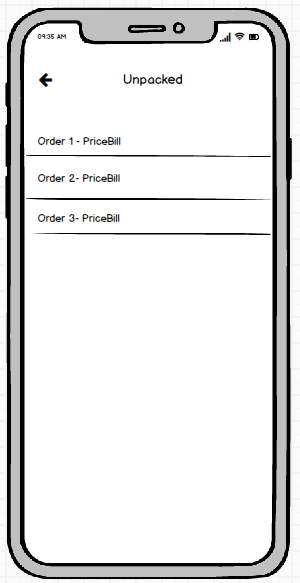 09:35 AM
Unpacked
Order 1 - PriceBill
Order 2- PriceBill
Order 3- PriceBill